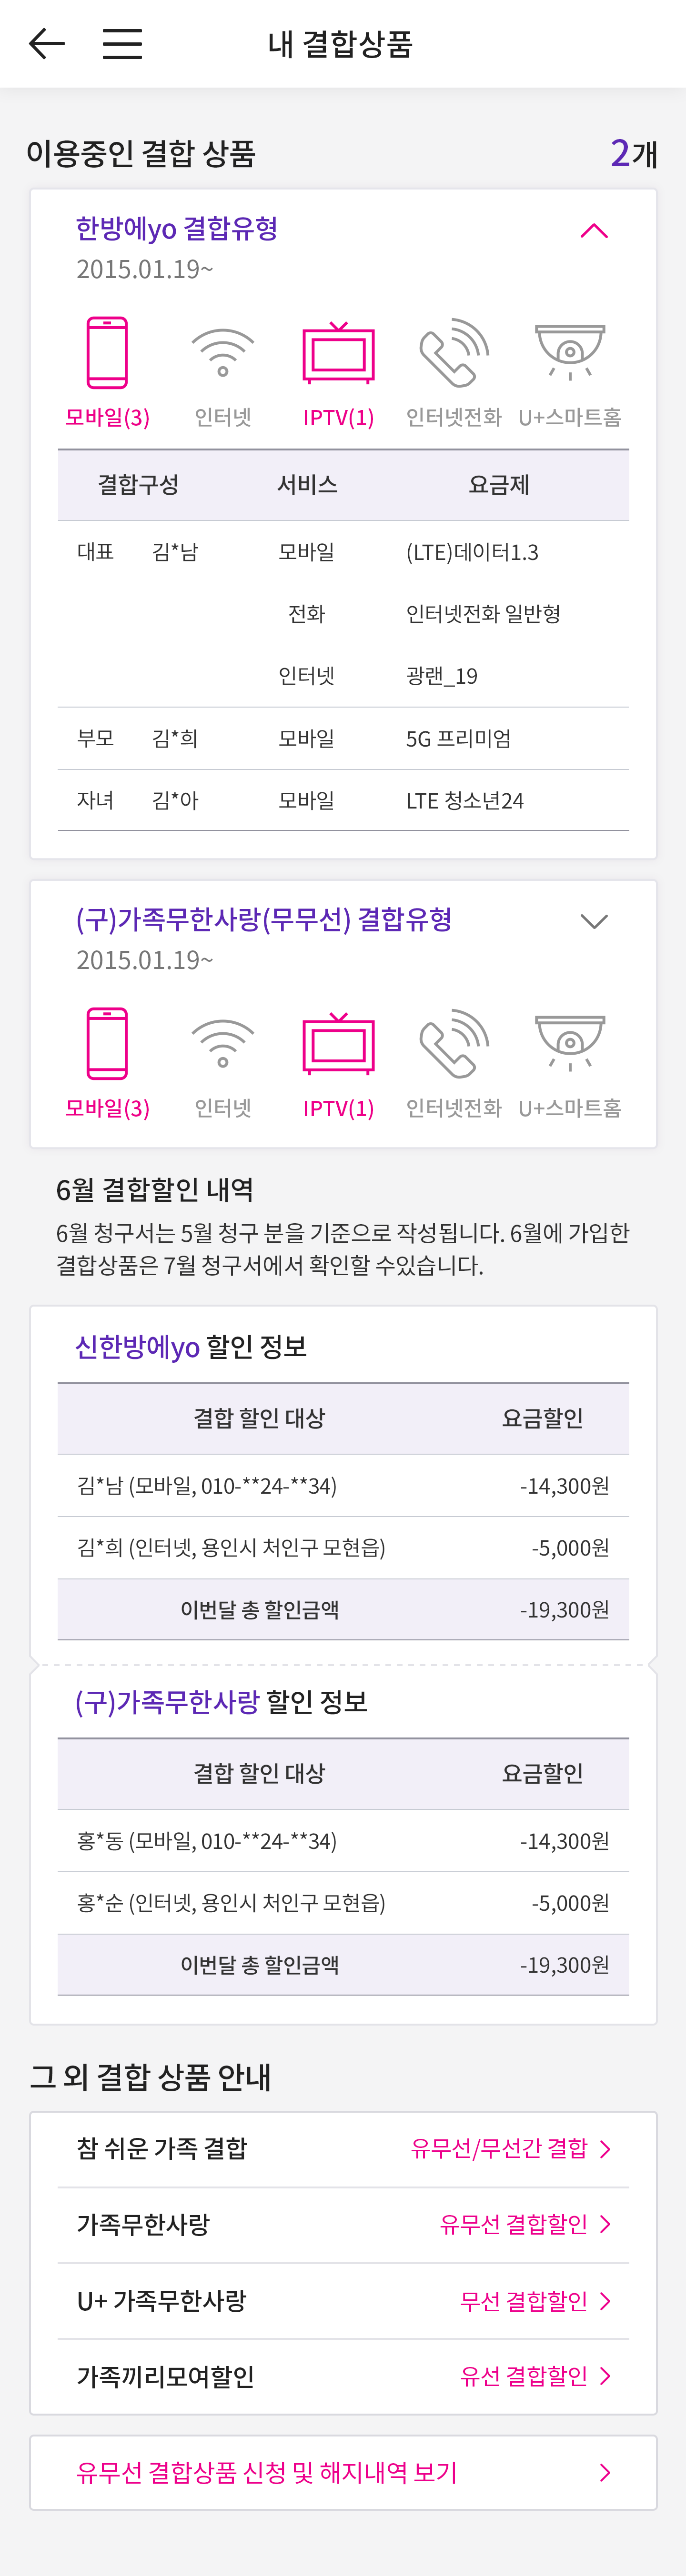 내 결합상품
이용중인 결합 상품 2개
한방에yo 결합유형
2015.01.19~
모바일(3) 인터넷 IPTV(1) 인터넷전화 U+스마트홈
결합구성 서비스 요금제
대표 김*남 모바일 (LTE)데이터1.3
전화 인터넷전화 일반형
인터넷 광랜_19
부모 김*희 모바일 5G 프리미엄
자녀 김*아 모바일 LTE 청소년24
(구)가족무한사랑(무무선) 결합유형
2015.01.19~
모바일(3) 인터넷 IPTV(1) 인터넷전화 U+스마트홈
6월 결합할인 내역
6월 청구서는 5월 청구 분을 기준으로 작성됩니다. 6월에 가입한
결합상품은 7월 청구서에서 확인할 수있습니다.
신한방에yo 할인 정보
결합 할인 대상 요금할인
김*남 (모바일, 010-**24-**34) -14,300원
김*희 (인터넷, 용인시 처인구 모현읍) -5,000원
이번달 총 할인금액 -19,300원
(구)가족무한사랑 할인 정보
결합 할인 대상 요금할인
홍*동 (모바일, 010-**24-**34) -14,300원
홍*순 (인터넷, 용인시 처인구 모현읍) -5,000원
이번달 총 할인금액 -19,300원
그 외 결합 상품 안내
참 쉬운 가족 결합 유무선/무선간 결합
가족무한사랑 유무선 결합할인
U+ 가족무한사랑 무선 결합할인
가족끼리모여할인 유선 결합할인
유무선 결합상품 신청 및 해지내역 보기